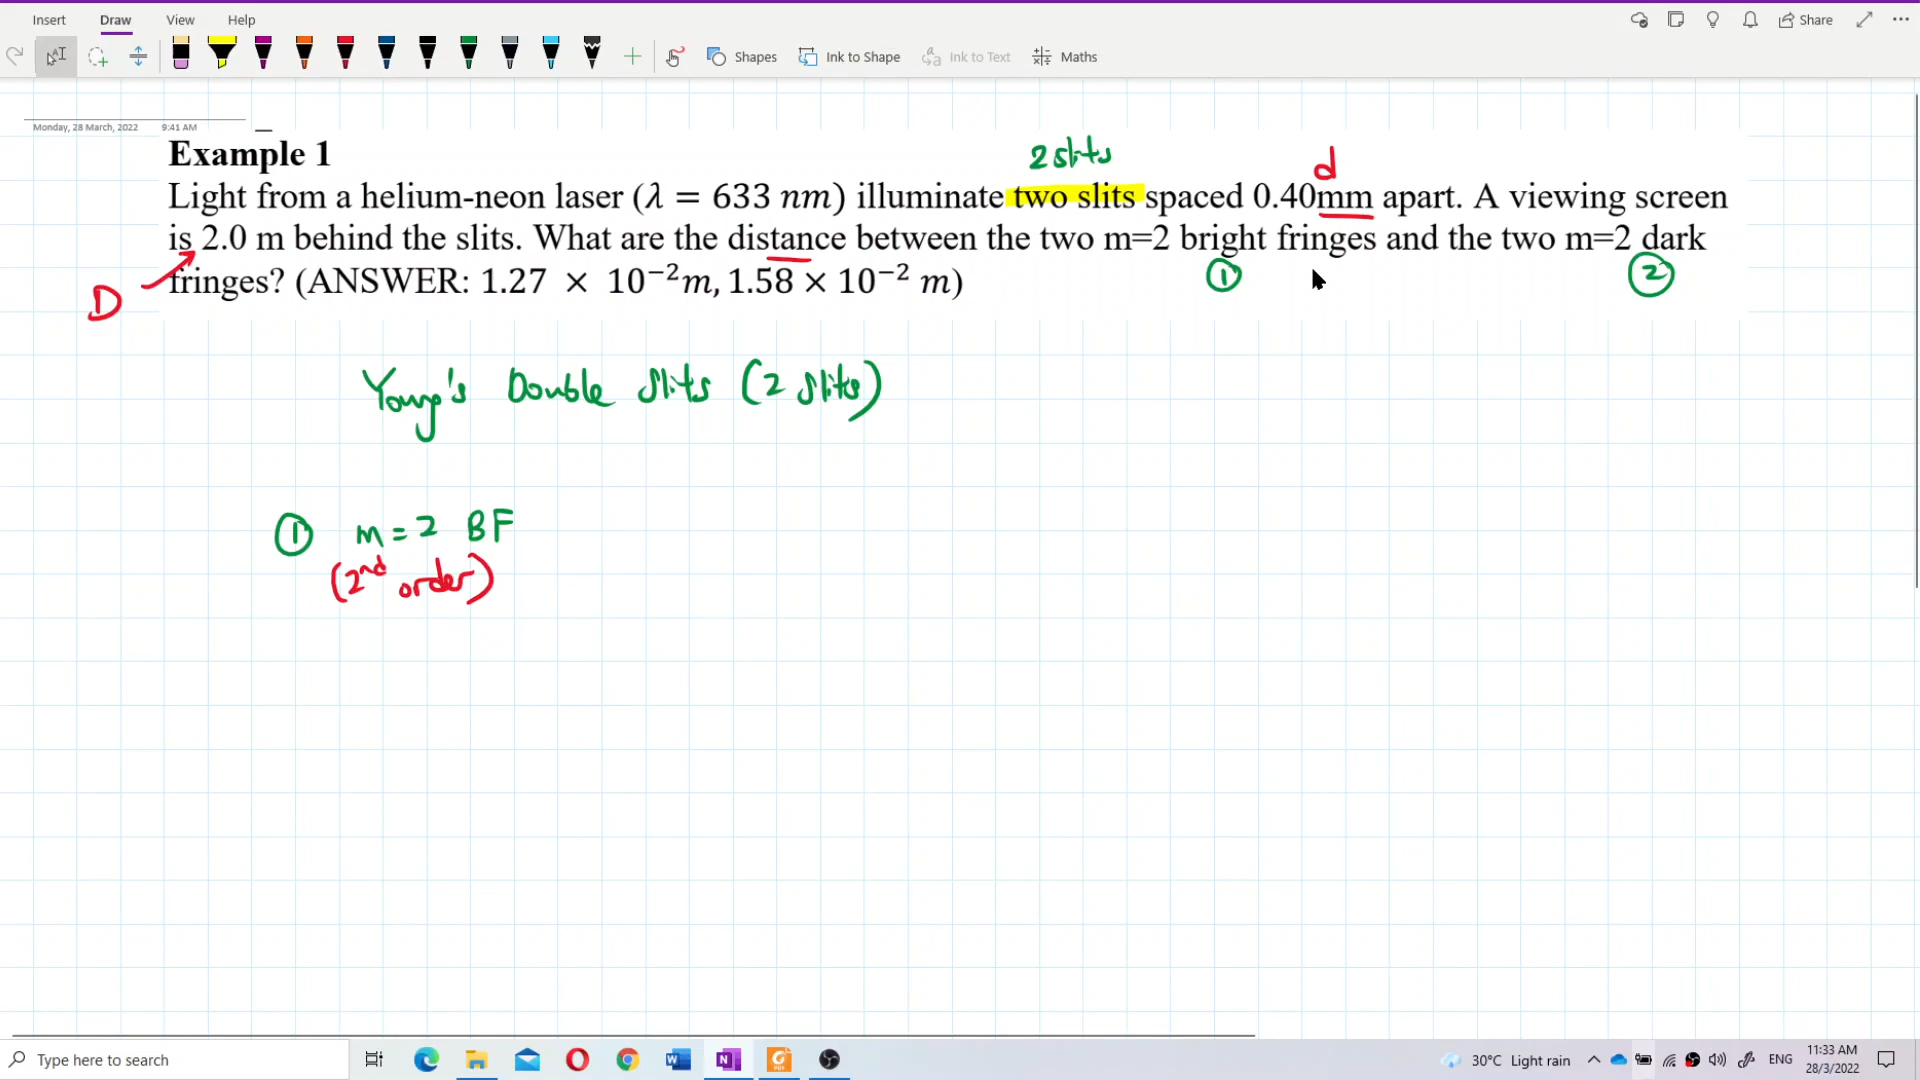 Insert Draw View Help
Share
Shapes Ink to Shape Ink to Text Maths
Monday, 28 March, 2022 9:41 AM
Example 1
2 slits
d
Light from a helium-neon laser (λ = 633 nm) illuminate two slits spaced 0.40mm apart. A viewing screen
is 2.0 m behind the slits. What are the distance between the two m=2 bright fringes and the two m=2 dark
fringes? (ANSWER: 1.27 × 10⁻²m, 1.58 × 10⁻² m)
D
① ②
Young's Double Slits (2 slits)
① m = 2 BF
(2nd order)
Type here to search
30°C Light rain
ENG
11:33 AM
28/3/2022